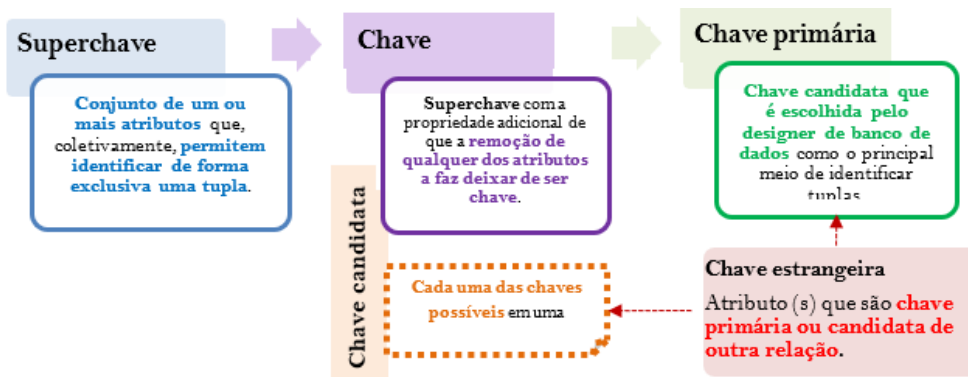 Superchave
Conjunto de um ou
mais atributos que,
coletivamente, permitem
identificar de forma
exclusiva uma tupla.
Chave
Superchave com a
propriedade adicional de
que a remoção de
qualquer dos atributos
a faz deixar de ser
chave.
Chave candidata
Cada uma das chaves
possíveis em uma
Chave primária
Chave candidata que
é escolhida pelo
designer de banco de
dados como o principal
meio de identificar
tuplas
Chave estrangeira
Atributo (s) que são chave
primária ou candidata de
outra relação.